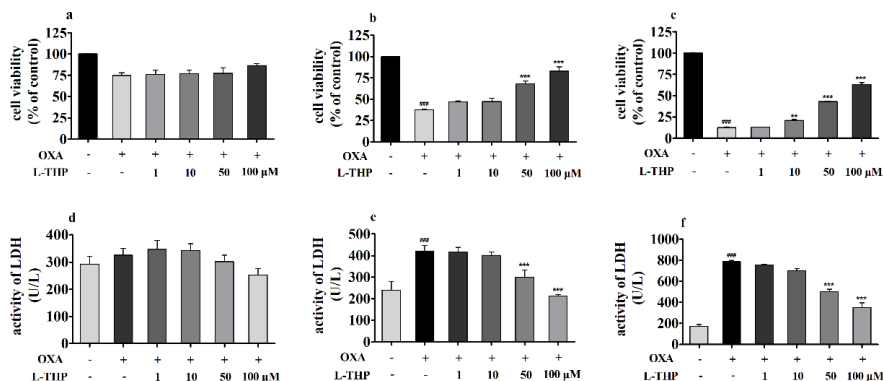 a
cell viability
(% of control)
125
100
75
50
25
0
OXA - + + + + +
L-THP - - 1 10 50 100 μM
b
cell viability
(% of control)
125
100
75
50
25
0
###
***
***
OXA - + + + + +
L-THP - - 1 10 50 100 μM
c
cell viability
(% of control)
125
100
75
50
25
0
###
**
***
***
OXA - + + + + +
L-THP - - 1 10 50 100 μM
d
activity of LDH
(U/L)
400
300
200
100
0
OXA - + + + + +
L-THP - - 1 10 50 100 μM
e
activity of LDH
(U/L)
600
400
200
0
###
***
***
OXA - + + + + +
L-THP - - 1 10 50 100 μM
f
activity of LDH
(U/L)
1000
800
600
400
200
0
###
***
***
OXA - + + + + +
L-THP - - 1 10 50 100 μM